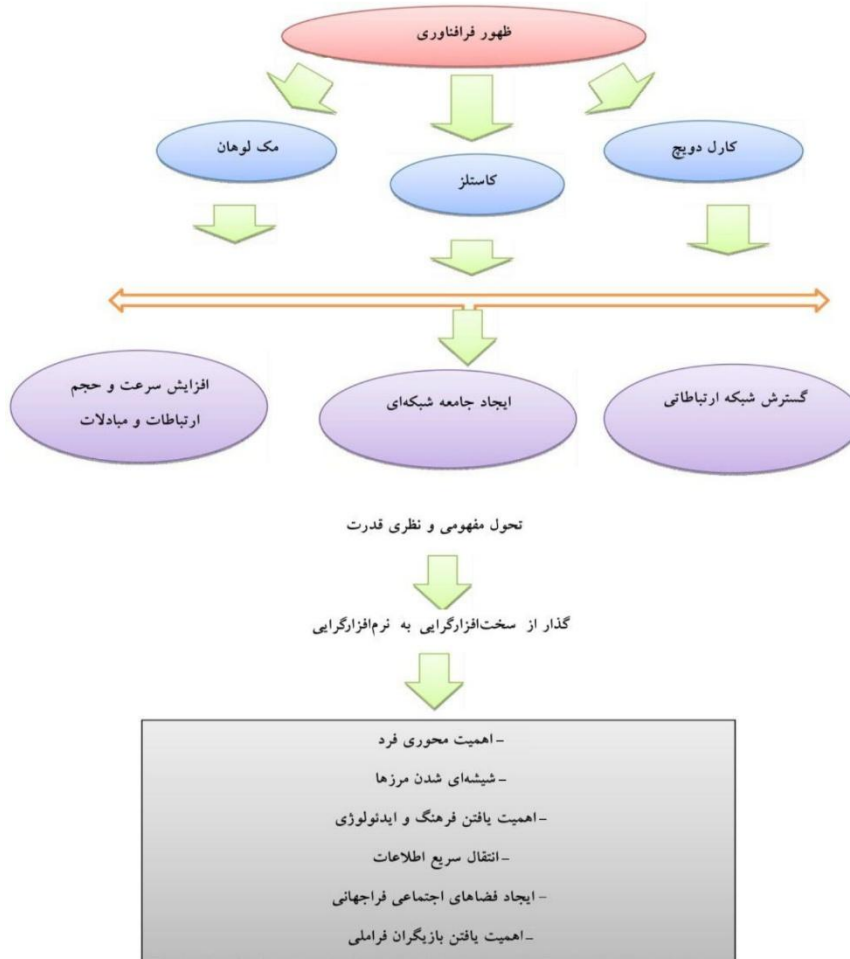 ظهور فرافناوری
کارل دویچ
کاستلز
مک لوهان
گسترش شبکه ارتباطاتی
ایجاد جامعه شبکه‌ای
افزایش سرعت و حجم
ارتباطات و مبادلات
تحول مفهومی و نظری قدرت
گذار از سخت‌افزارگرایی به نرم‌افزارگرایی
-اهمیت محوری فرد
-شیشه‌ای شدن مرزها
-اهمیت یافتن فرهنگ و ایدئولوژی
-انتقال سریع اطلاعات
-ایجاد فضاهای اجتماعی فراجهانی
-اهمیت یافتن بازیگران فراملی